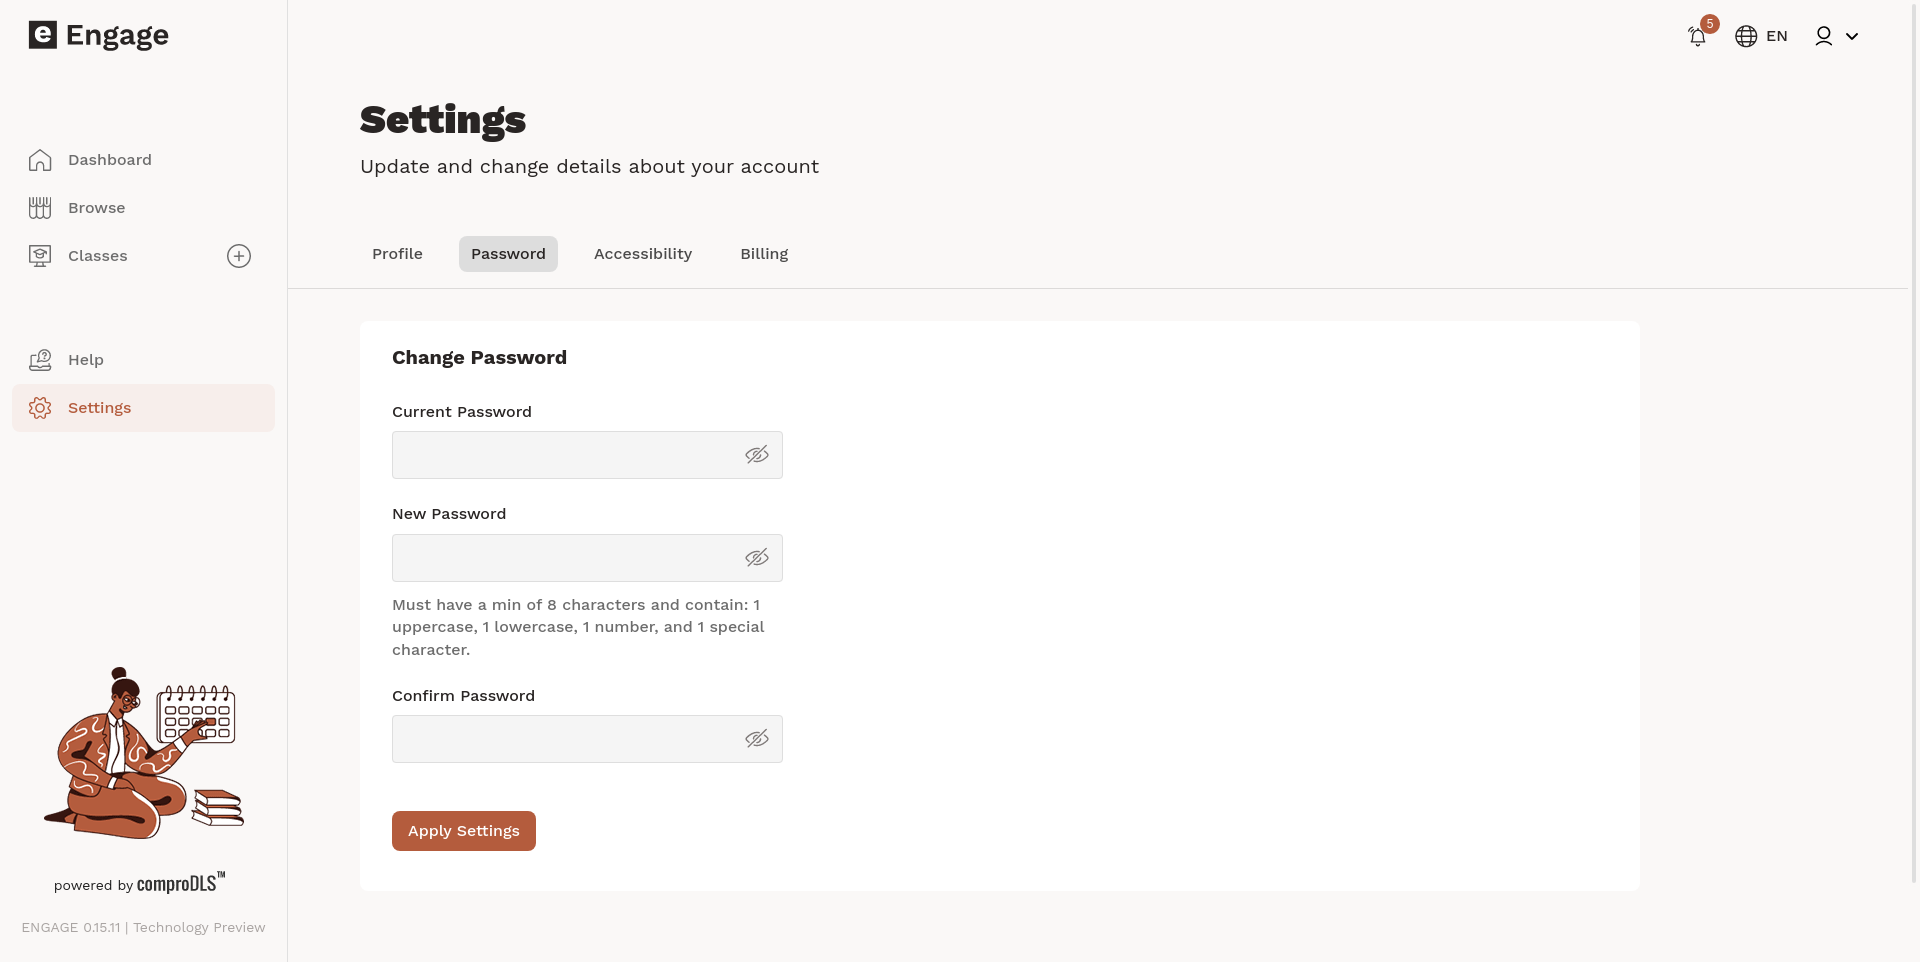 e Engage
5
EN
Dashboard
Browse
Classes
Help
Settings
powered by comproDLS™
ENGAGE 0.15.11 | Technology Preview
Settings
Update and change details about your account
Profile
Password
Accessibility
Billing
Change Password
Current Password
New Password
Must have a min of 8 characters and contain: 1
uppercase, 1 lowercase, 1 number, and 1 special
character.
Confirm Password
Apply Settings